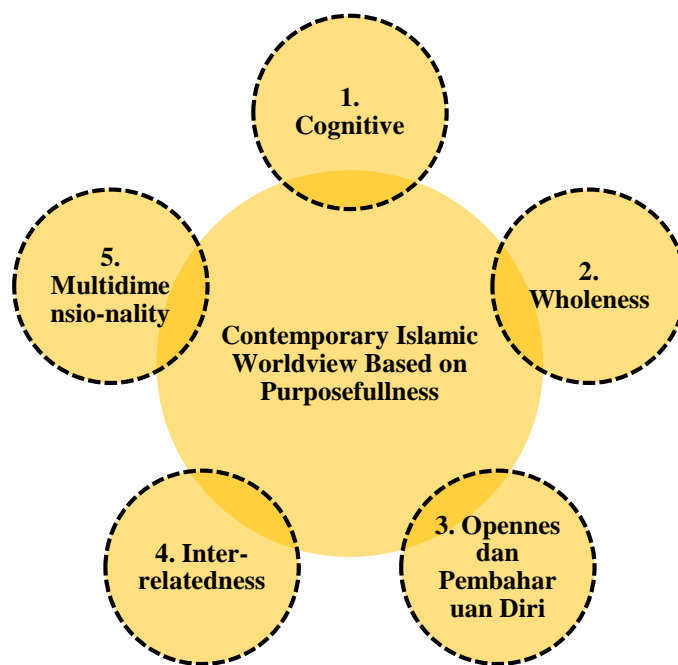 1.
Cognitive
2.
Wholeness
3. Opennes
dan
Pembahar
uan Diri
4. Inter-
relatedness
5.
Multidime
nsio-nality
Contemporary Islamic
Worldview Based on
Purposefullness